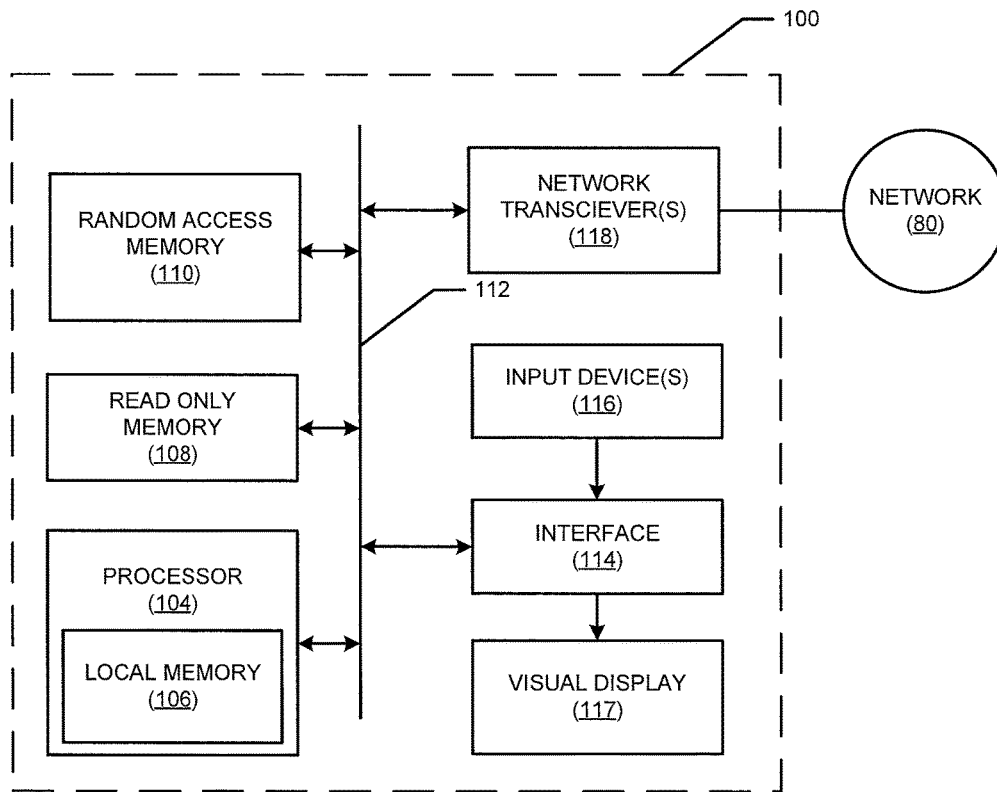 100
RANDOM ACCESS
MEMORY
(110)
NETWORK
TRANSCIEVER(S)
(118)
NETWORK
(80)
112
READ ONLY
MEMORY
(108)
INPUT DEVICE(S)
(116)
PROCESSOR
(104)
LOCAL MEMORY
(106)
INTERFACE
(114)
VISUAL DISPLAY
(117)